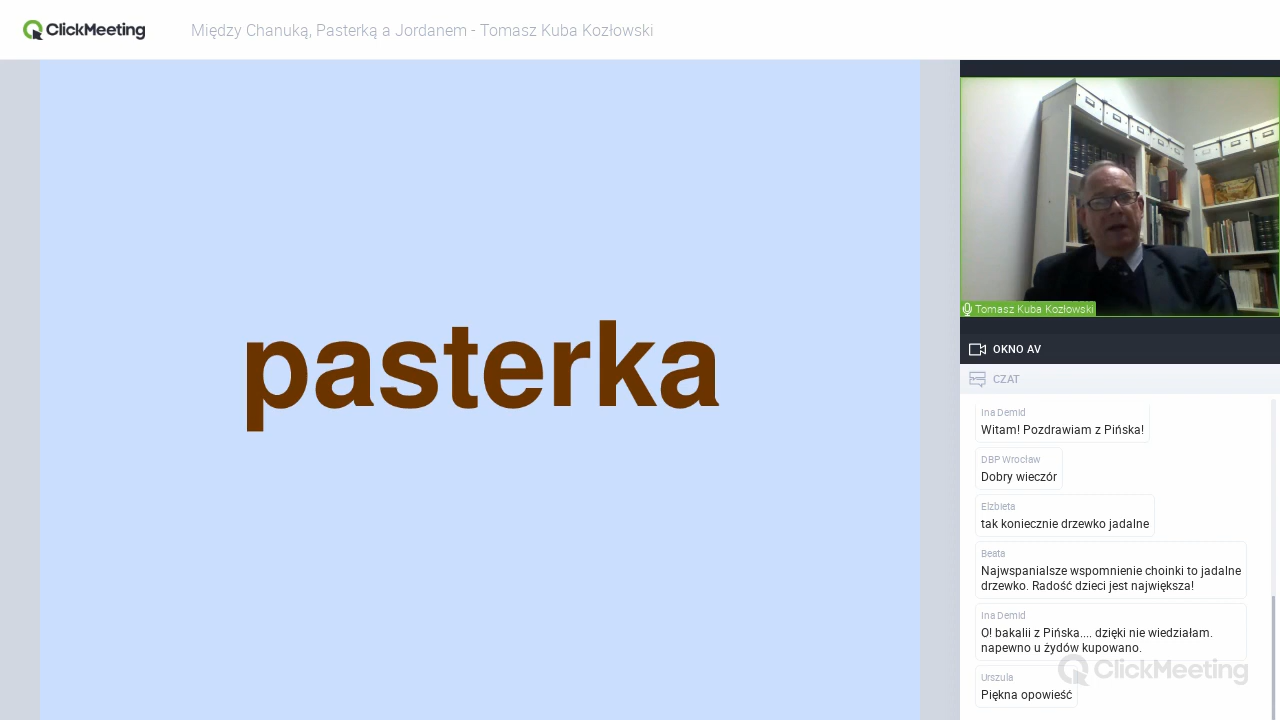 ClickMeeting
Między Chanuką, Pasterką a Jordanem - Tomasz Kuba Kozłowski
pasterka
Tomasz Kuba Kozłowski
OKNO AV
CZAT
Ina Demid
Witam! Pozdrawiam z Pińska!
DBP Wrocław
Dobry wieczór
Elzbieta
tak koniecznie drzewko jadalne
Beata
Najwspanialsze wspomnienie choinki to jadalne
drzewko. Radość dzieci jest największa!
Ina Demid
O! bakalii z Pińska.... dzięki nie wiedziałam.
napewno u żydów kupowano.
ClickMeeting
Urszula
Piękna opowieść